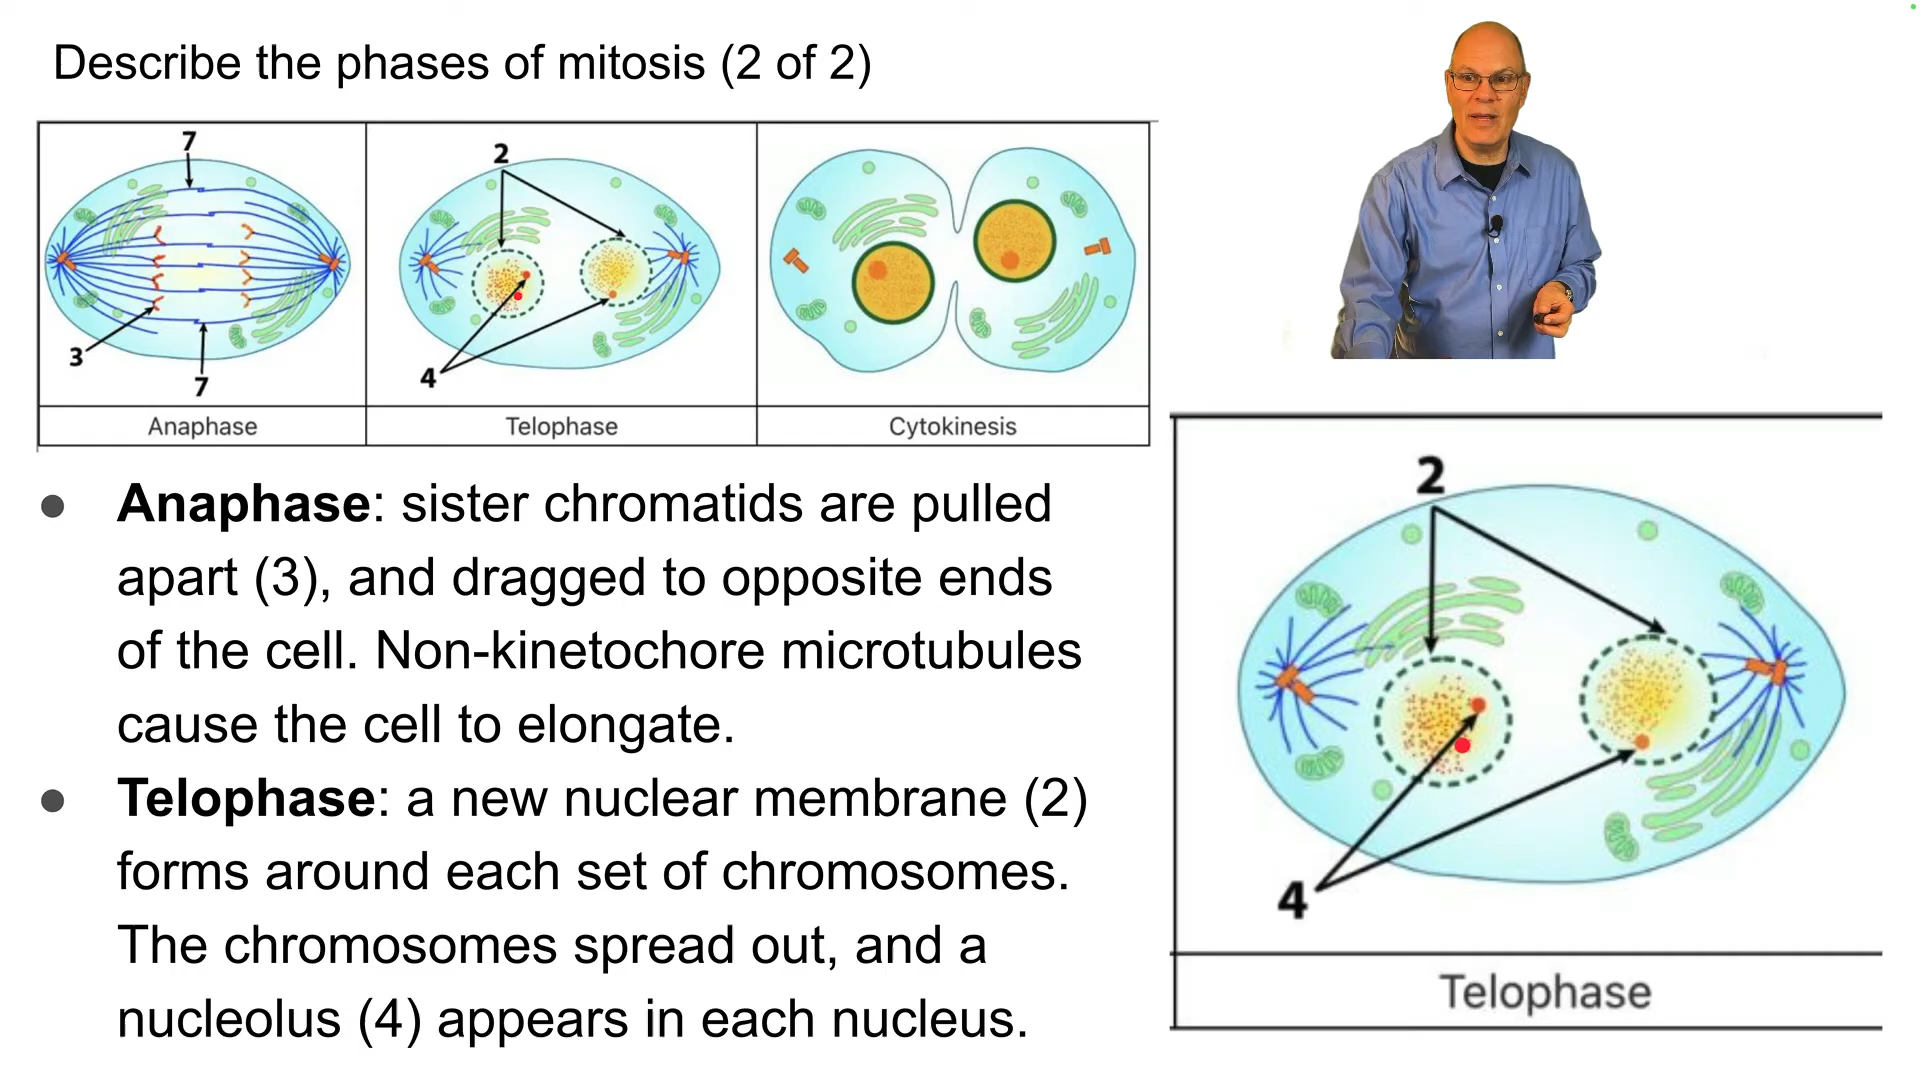 Describe the phases of mitosis (2 of 2)
7
2
3
7
4
Anaphase
Telophase
Cytokinesis
● Anaphase: sister chromatids are pulled
apart (3), and dragged to opposite ends
of the cell. Non-kinetochore microtubules
cause the cell to elongate.
● Telophase: a new nuclear membrane (2)
forms around each set of chromosomes.
The chromosomes spread out, and a
nucleolus (4) appears in each nucleus.
2
4
Telophase